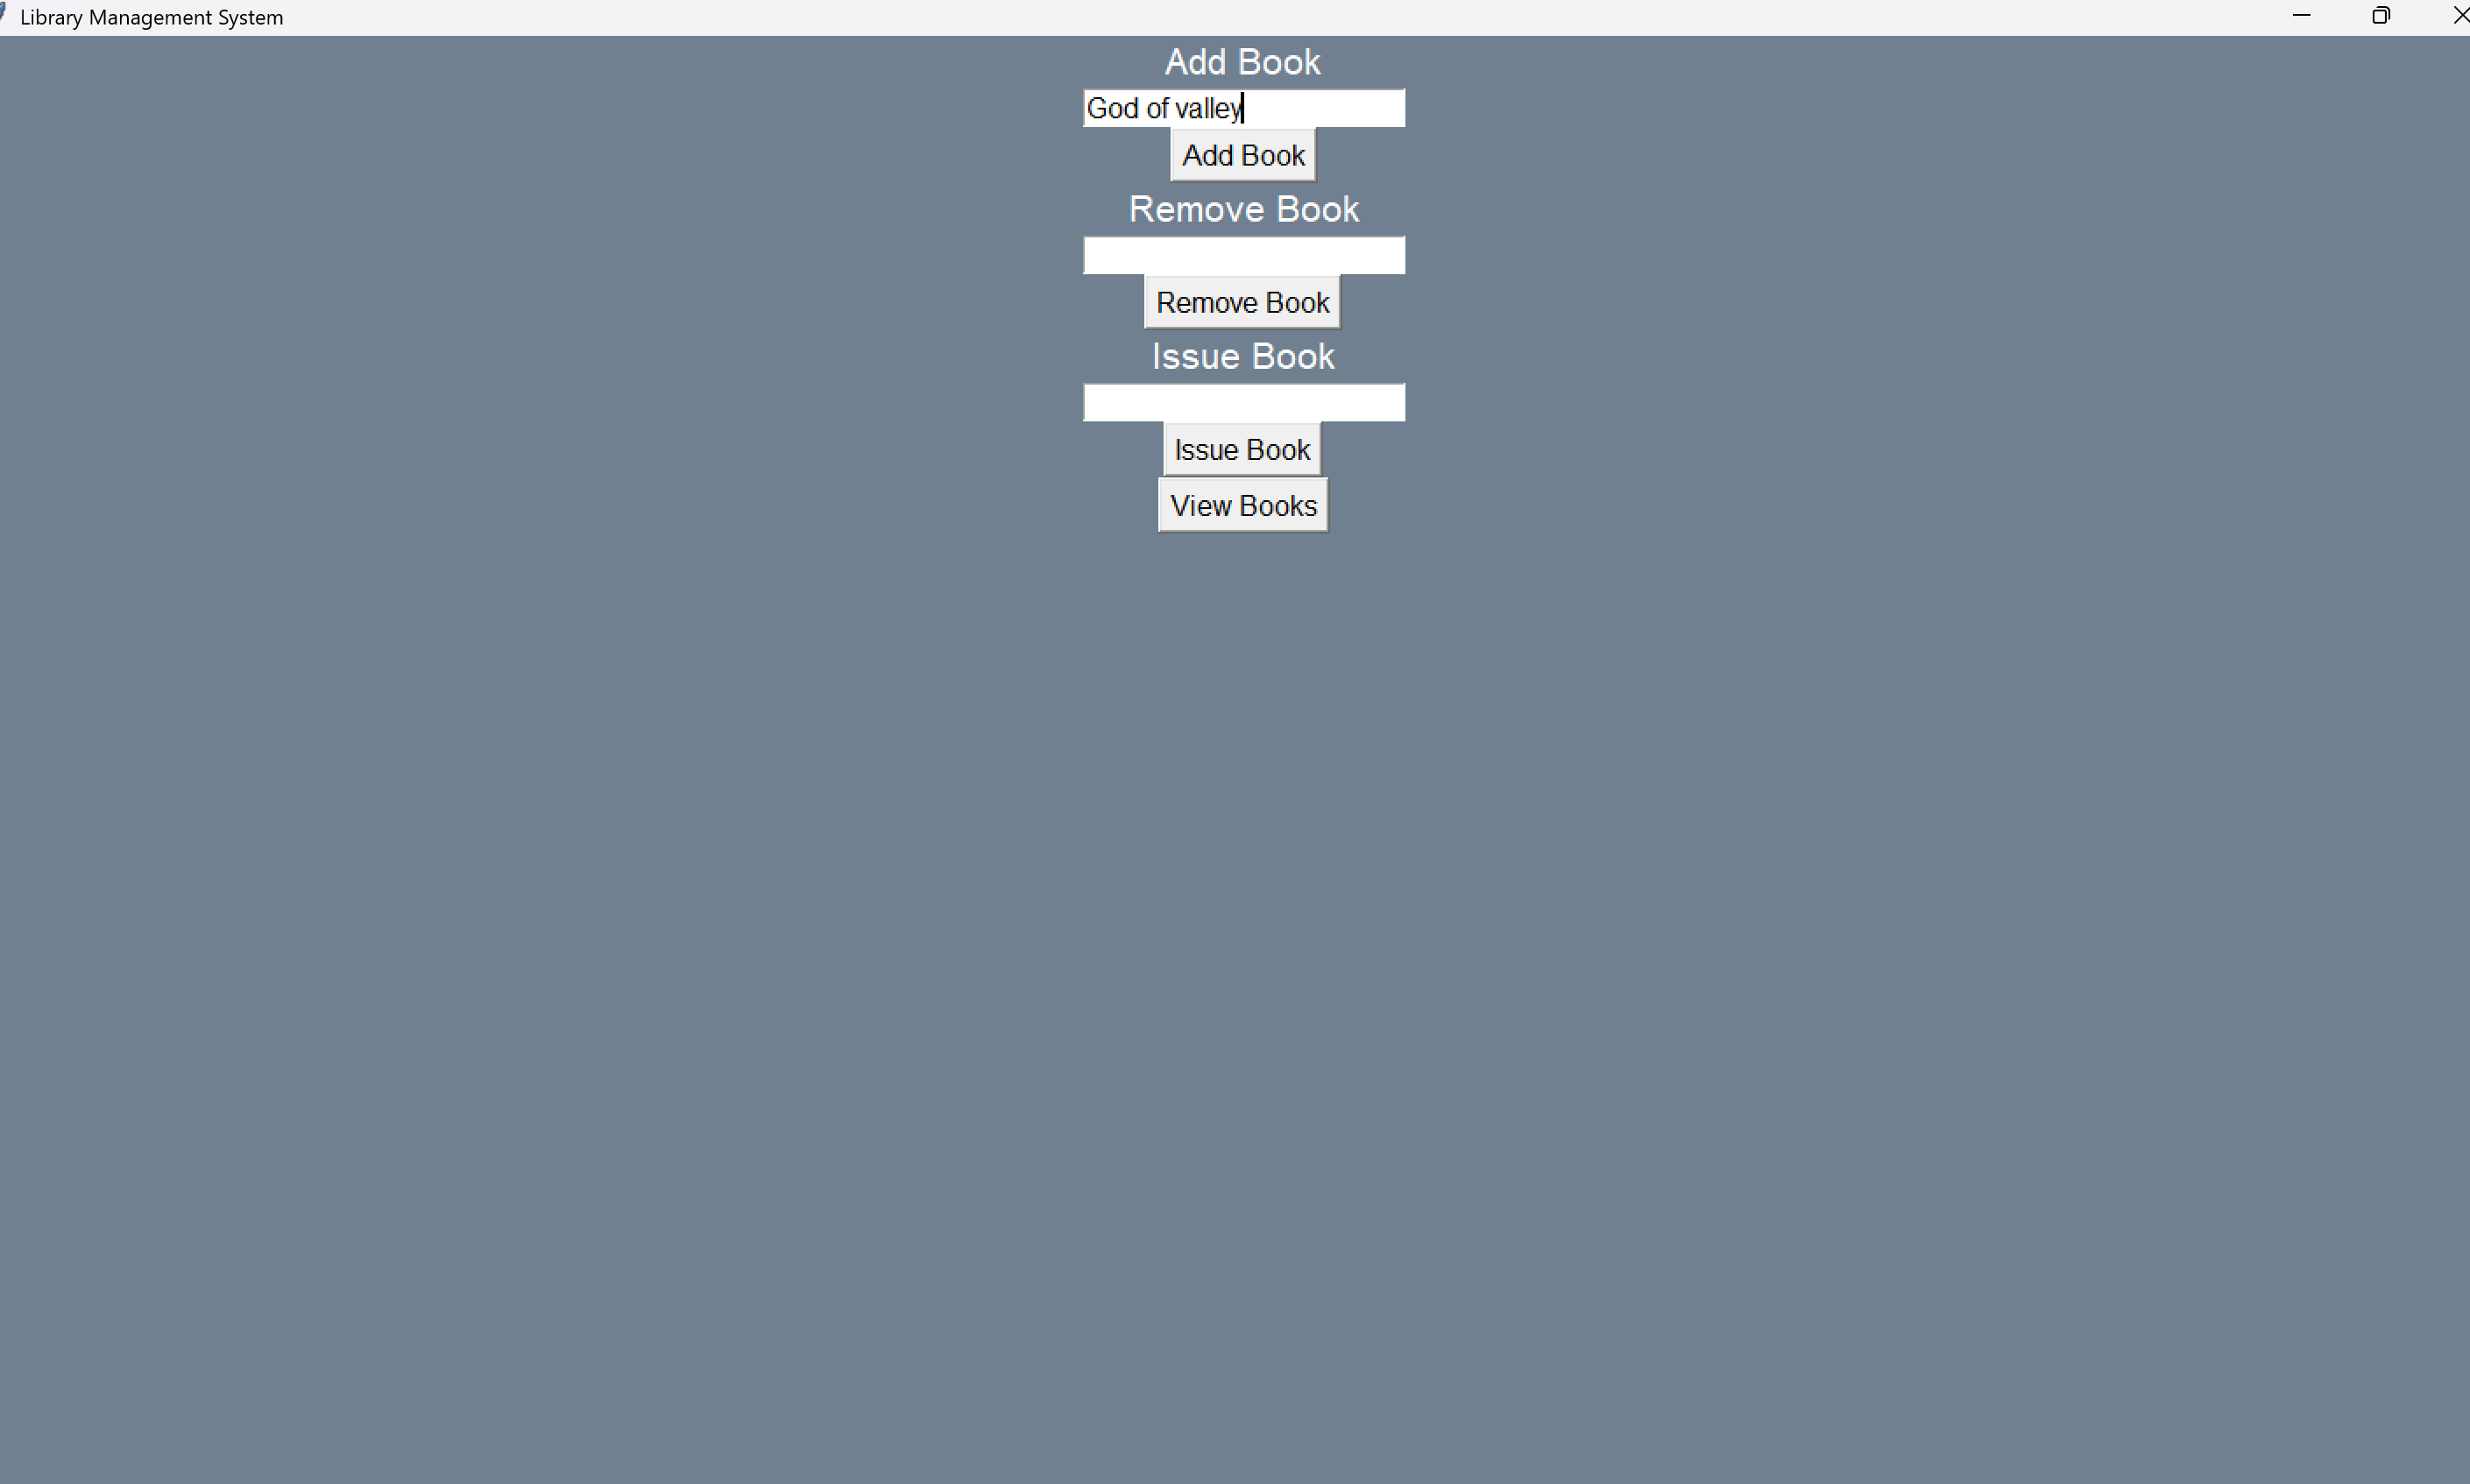 Library Management System
Add Book
God of valley
Add Book
Remove Book
Remove Book
Issue Book
Issue Book
View Books